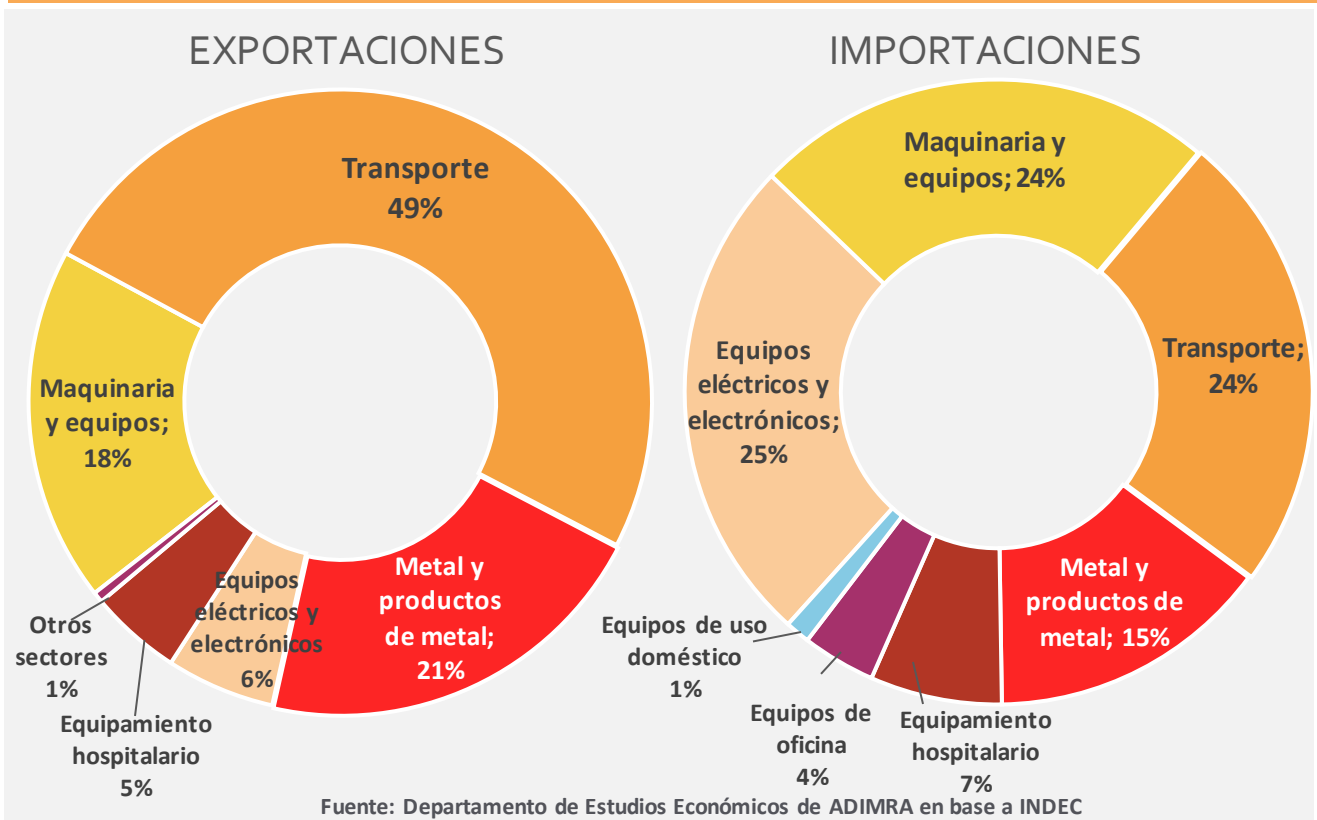 EXPORTACIONES
Transporte
49%
Maquinaria
y equipos;
18%
Otros
sectores
1%
Equipamiento
hospitalario
5%
Equipos
eléctricos y
electrónicos
6%
Metal y
productos
de metal;
21%
IMPORTACIONES
Maquinaria y
equipos; 24%
Transporte;
24%
Equipos
eléctricos y
electrónicos;
25%
Metal y
productos de
metal; 15%
Equipos de uso
doméstico
1%
Equipos de
oficina
4%
Equipamiento
hospitalario
7%
Fuente: Departamento de Estudios Económicos de ADIMRA en base a INDEC